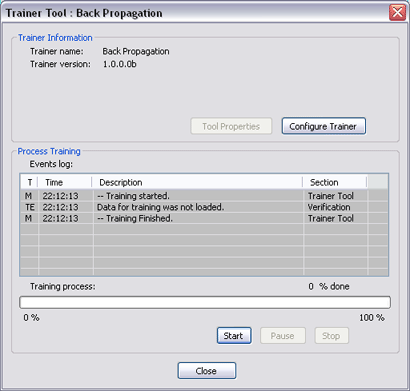 Trainer Tool : Back Propagation
Trainer Information
Trainer name: Back Propagation
Trainer version: 1.0.0.0b
Tool Properties Configure Trainer
Process Training
Events log:
T Time Description Section
M 22:12:13 -- Training started. Trainer Tool
TE 22:12:13 Data for training was not loaded. Verification
M 22:12:13 -- Training Finished. Trainer Tool
Training process: 0 % done
0 % 100 %
Start Pause Stop
Close